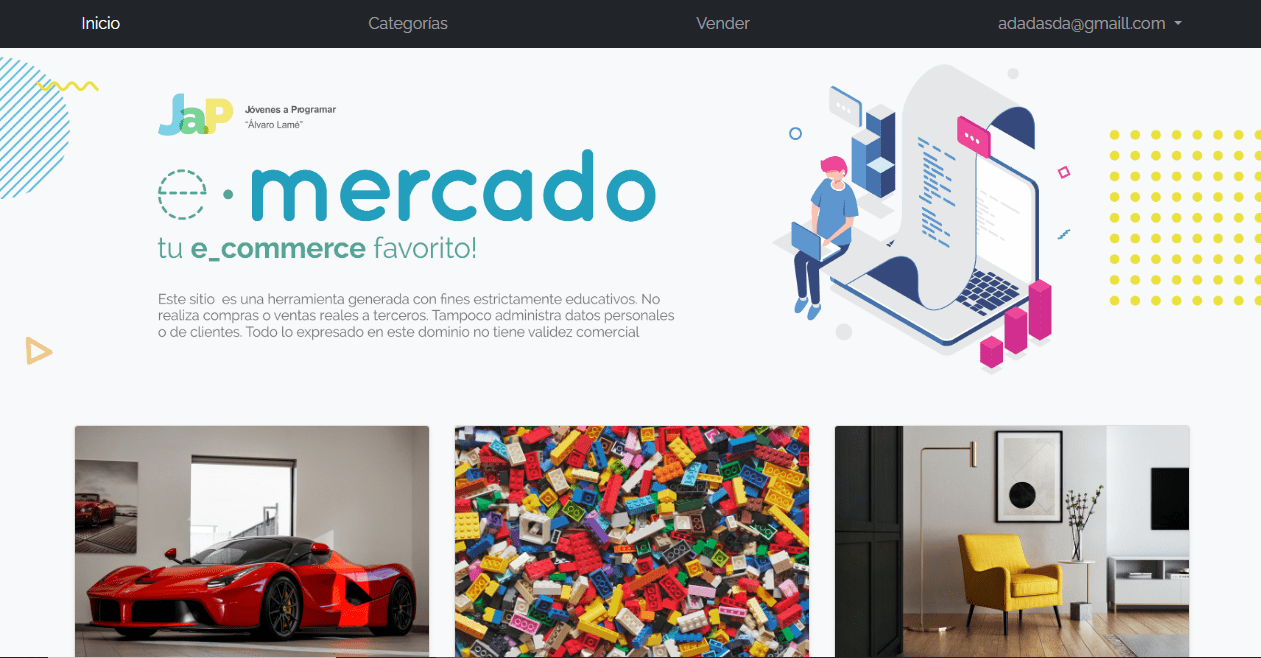 Inicio
Categorías
Vender
adadasda@gmaill.com
JaP
Jóvenes a Programar
"Álvaro Lamé"
e · mercado
tu e_commerce favorito!
Este sitio es una herramienta generada con fines estrictamente educativos. No
realiza compras o ventas reales a terceros. Tampoco administra datos personales
o de clientes. Todo lo expresado en este dominio no tiene validez comercial